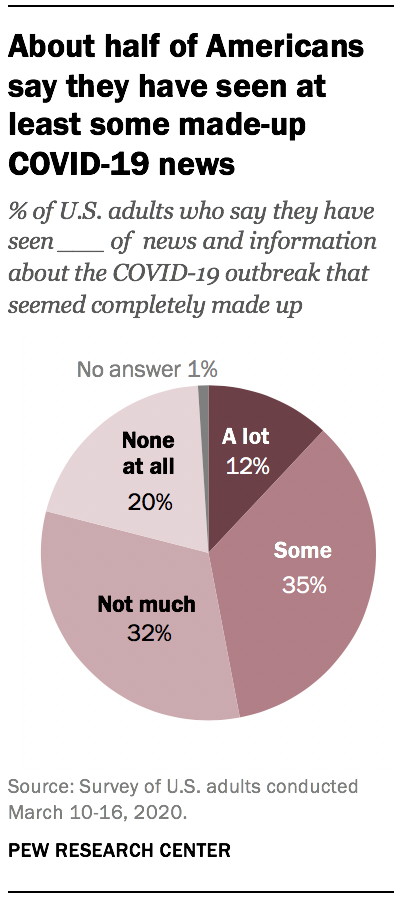 About half of Americans
say they have seen at
least some made-up
COVID-19 news
% of U.S. adults who say they have
seen ___ of news and information
about the COVID-19 outbreak that
seemed completely made up
No answer 1%
A lot
12%
None
at all
20%
Some
35%
Not much
32%
Source: Survey of U.S. adults conducted
March 10-16, 2020.
PEW RESEARCH CENTER